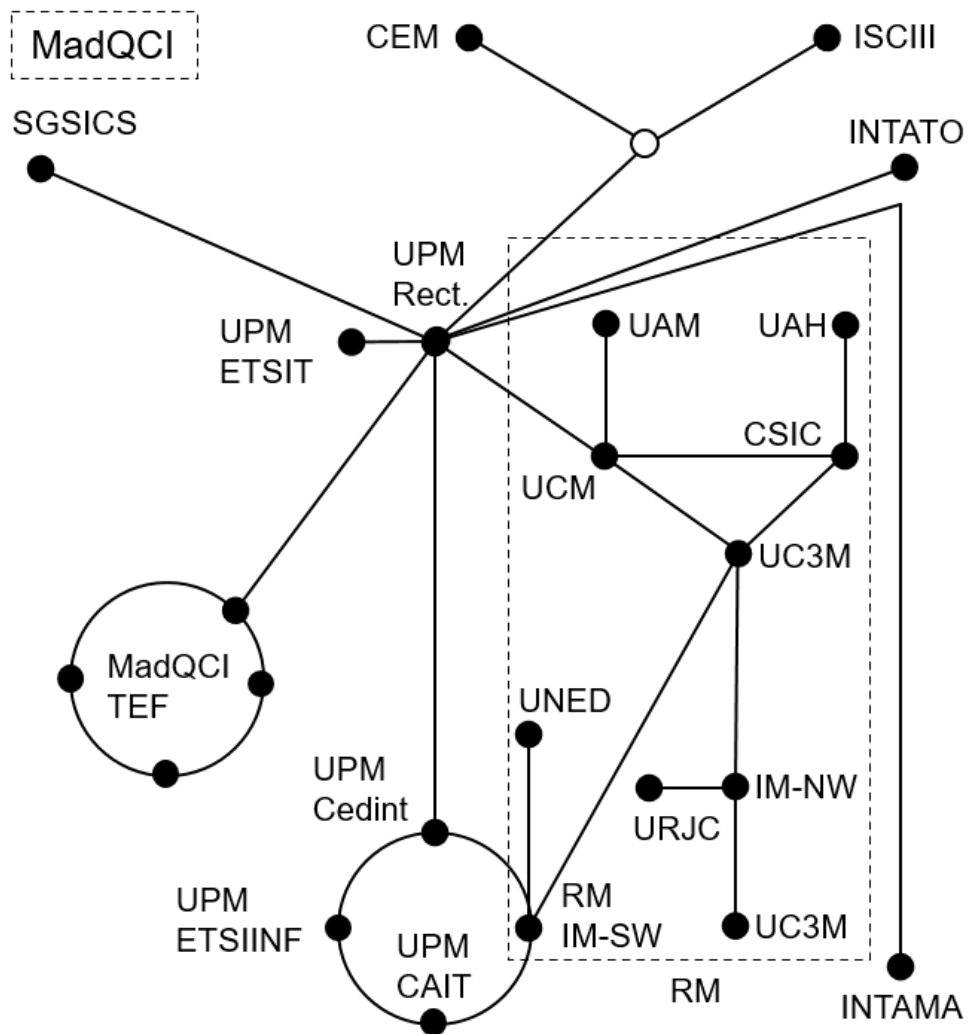 MadQCI
CEM
ISCIII
SGSICS
INTATO
UPM
Rect.
UPM
ETSIT
UAM
UAH
CSIC
UCM
UC3M
MadQCI
TEF
UNED
UPM
Cedint
IM-NW
URJC
UPM
ETSIINF
RM
IM-SW
UC3M
UPM
CAIT
RM
INTAMA